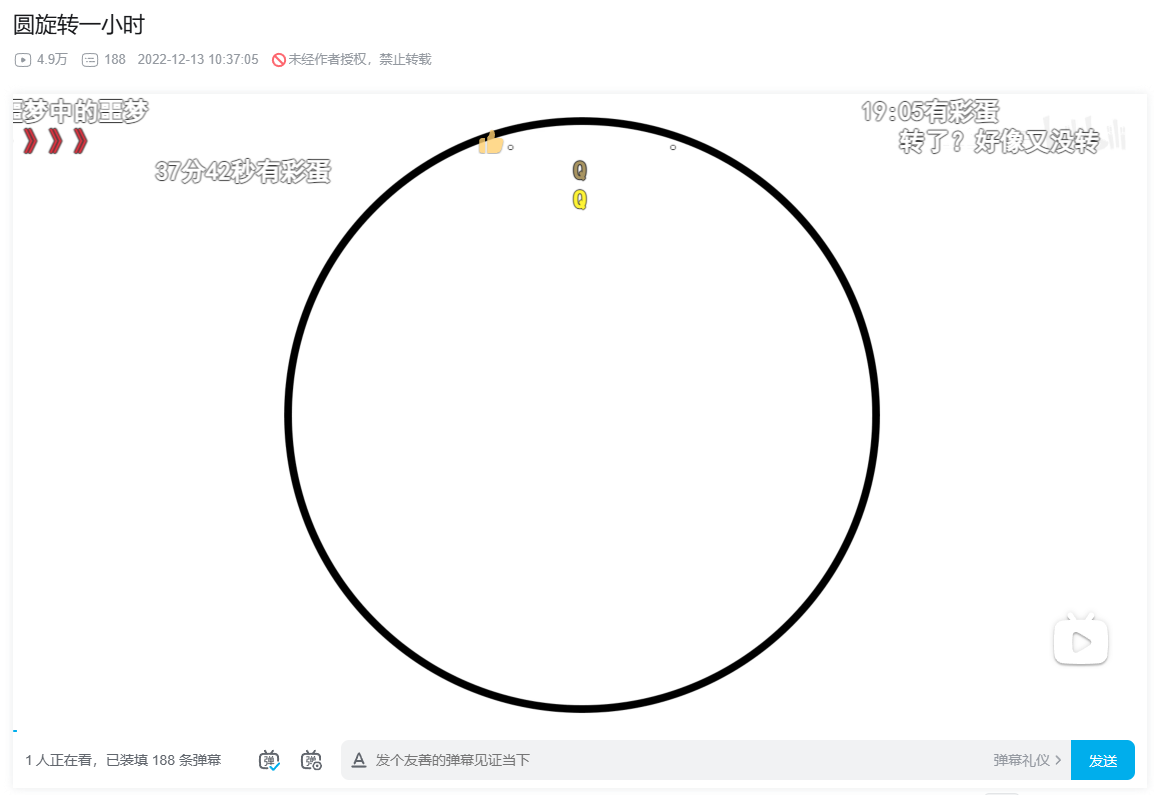 圆旋转一小时
4.9万 188 2022-12-13 10:37:05 未经作者授权，禁止转载
王梦中的王梦 19:05有彩蛋
》》》 转了？好像又没转
37分42秒有彩蛋
Q
Q
1 人正在看，已装填 188 条弹幕 弹 弹 A 发个友善的弹幕见证当下 弹幕礼仪 发送